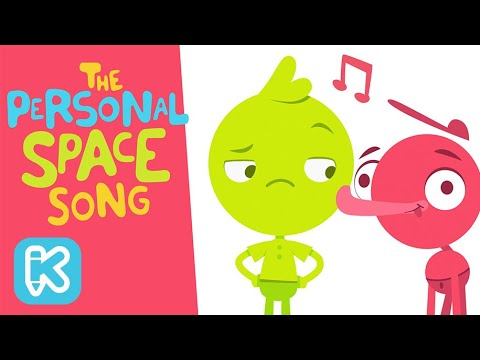 THE
PERSONAL
SPACE
SONG
K